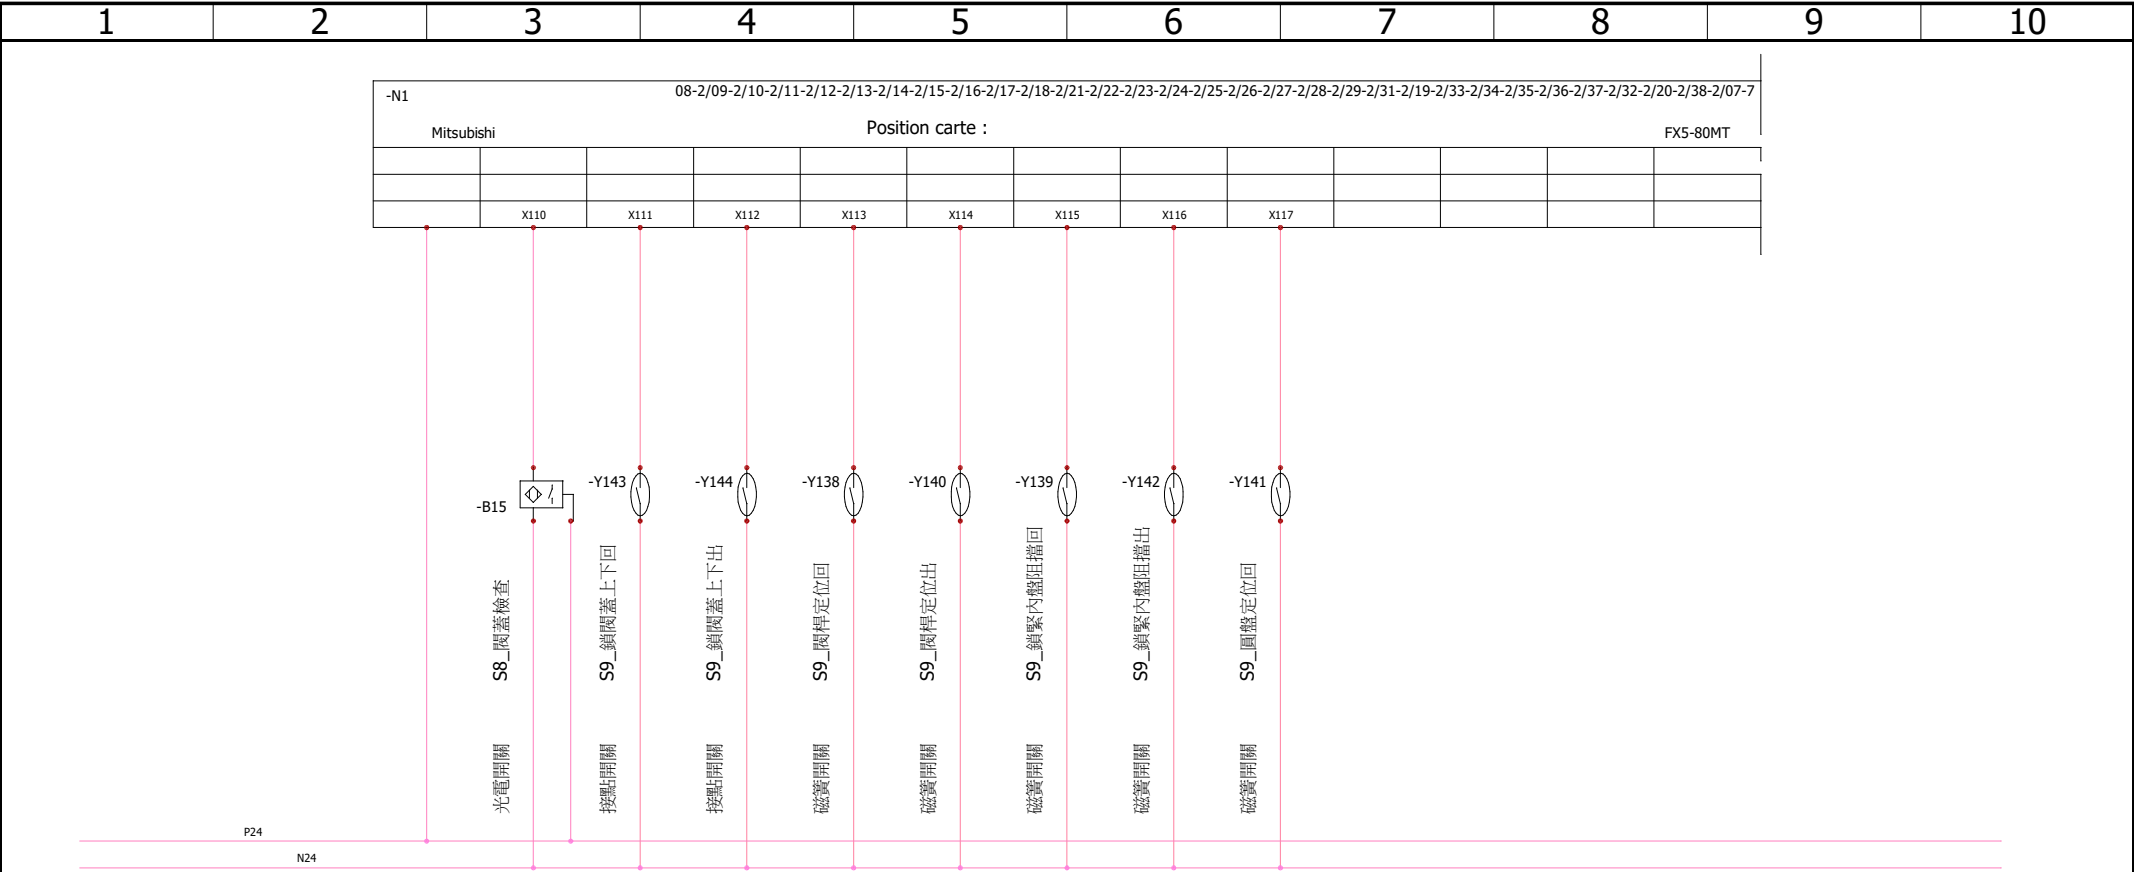 1 2 3 4 5 6 7 8 9 10
-N1 08-2/09-2/10-2/11-2/12-2/13-2/14-2/15-2/16-2/17-2/18-2/21-2/22-2/23-2/24-2/25-2/26-2/27-2/28-2/29-2/31-2/19-2/33-2/34-2/35-2/36-2/37-2/32-2/20-2/38-2/07-7
Mitsubishi Position carte : FX5-80MT
X110 X111 X112 X113 X114 X115 X116 X117
-B15 -Y143 -Y144 -Y138 -Y140 -Y139 -Y142 -Y141
S8_閥蓋檢查
S9_鎖閥蓋上下回
S9_鎖閥蓋上下出
S9_閥桿定位回
S9_閥桿定位出
S9_鎖緊內盤阻擋回
S9_鎖緊內盤阻擋出
S9_圓盤定位回
光電開關
接點開關
接點開關
磁簧開關
磁簧開關
磁簧開關
磁簧開關
磁簧開關
P24
N24